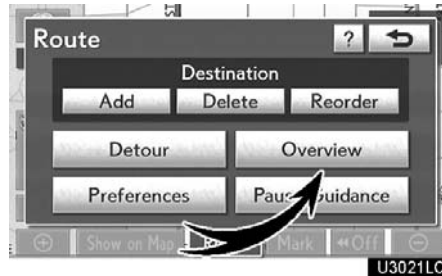 Route ?
Destination
Add Delete Reorder
Detour Overview
Preferences Pause Guidance
Show on Map Mark Off
U3021LC